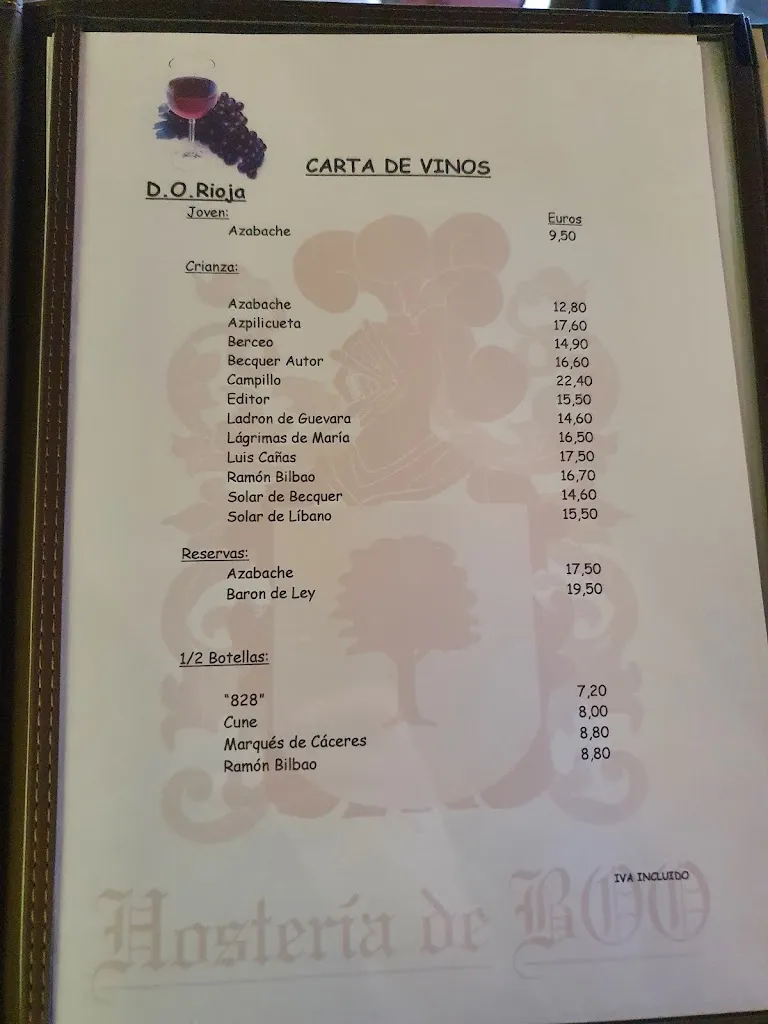 CARTA DE VINOS
D.O.Rioja
Joven:
Euros
Azabache 9,50
Crianza:
Azabache 12,80
Azpilicueta 17,60
Berceo 14,90
Becquer Autor 16,60
Campillo 22,40
Editor 15,50
Ladron de Guevara 14,60
Lágrimas de María 16,50
Luis Cañas 17,50
Ramón Bilbao 16,70
Solar de Becquer 14,60
Solar de Líbano 15,50
Reservas:
Azabache 17,50
Baron de Ley 19,50
1/2 Botellas:
"828" 7,20
Cune 8,00
Marqués de Cáceres 8,80
Ramón Bilbao 8,80
IVA INCLUIDO
Hostería de BOO